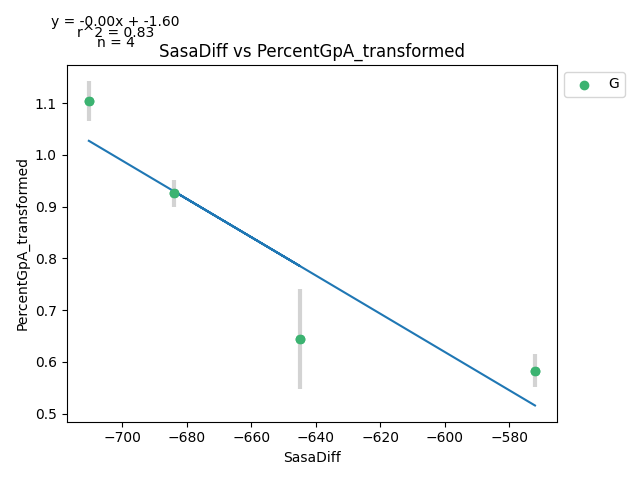 y = -0.00x + -1.60
r^2 = 0.83
n = 4
SasaDiff vs PercentGpA_transformed
G
PercentGpA_transformed
1.1
1.0
0.9
0.8
0.7
0.6
0.5
−700 −680 −660 −640 −620 −600 −580
SasaDiff